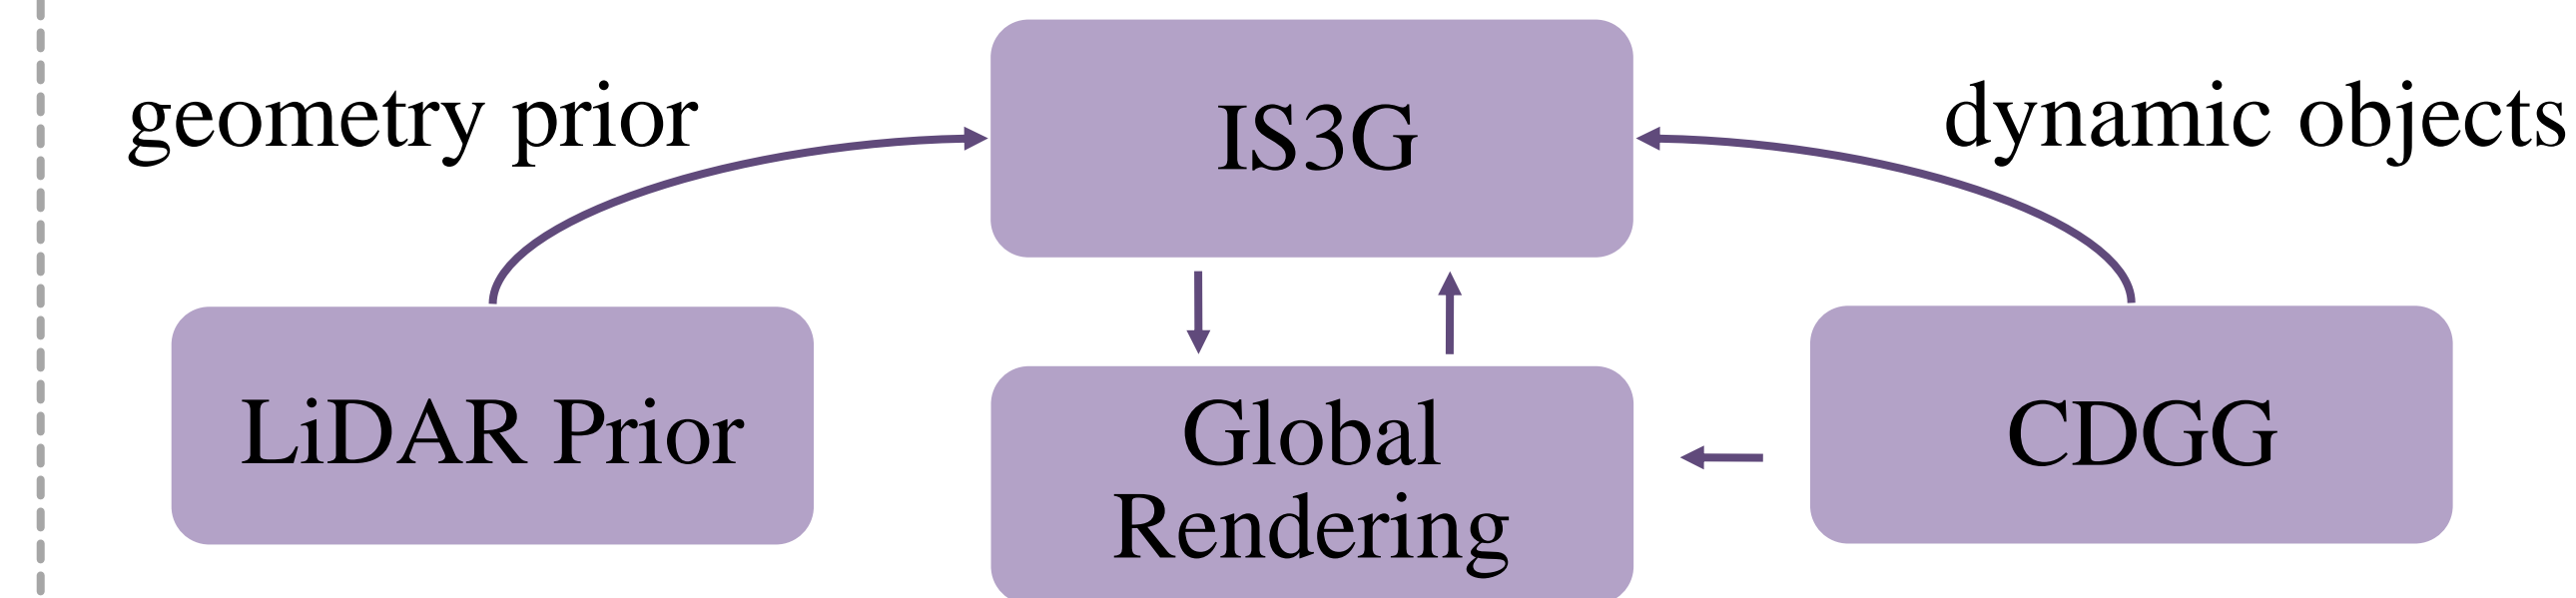 geometry prior
IS3G
dynamic objects
LiDAR Prior
Global
Rendering
CDGG